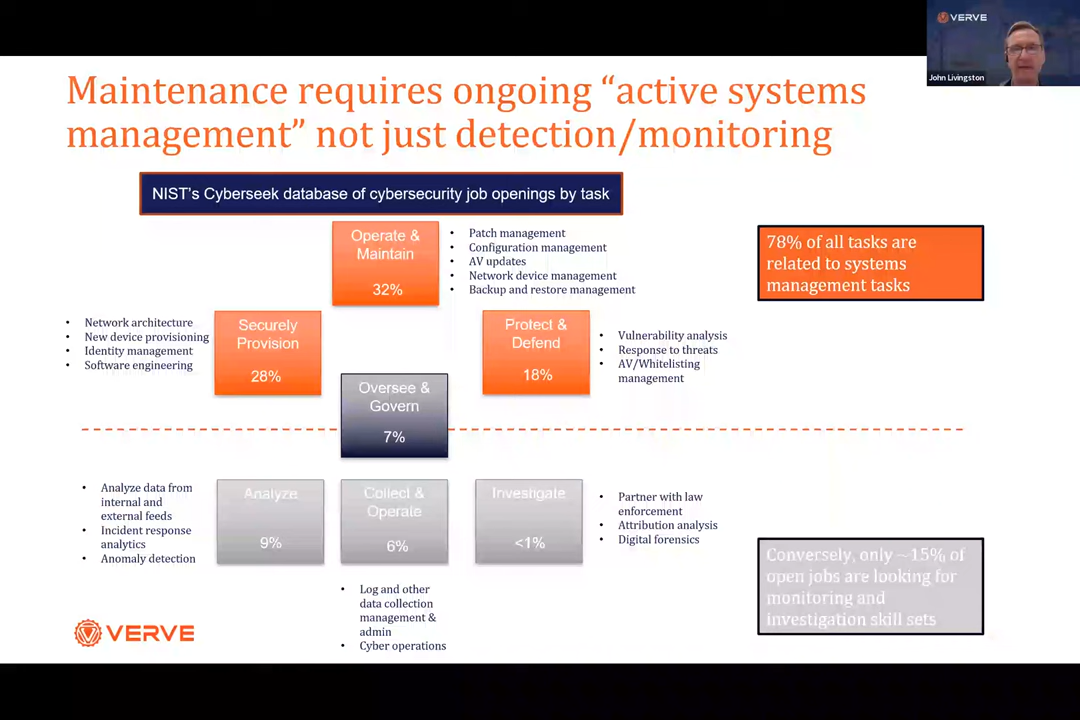 VERVE
John Livingston
Maintenance requires ongoing “active systems
management” not just detection/monitoring
NIST's Cyberseek database of cybersecurity job openings by task
Operate &
Maintain
32%
• Patch management
• Configuration management
• AV updates
• Network device management
• Backup and restore management
78% of all tasks are
related to systems
management tasks
• Network architecture
• New device provisioning
• Identity management
• Software engineering
Securely
Provision
28%
Protect &
Defend
18%
• Vulnerability analysis
• Response to threats
• AV/Whitelisting
management
Oversee &
Govern
7%
• Analyze data from
internal and
external feeds
• Incident response
analytics
• Anomaly detection
Analyze
9%
Collect &
Operate
6%
Investigate
<1%
• Partner with law
enforcement
• Attribution analysis
• Digital forensics
Conversely, only ~15% of
open jobs are looking for
monitoring and
investigation skill sets
• Log and other
data collection
management &
admin
• Cyber operations
VERVE